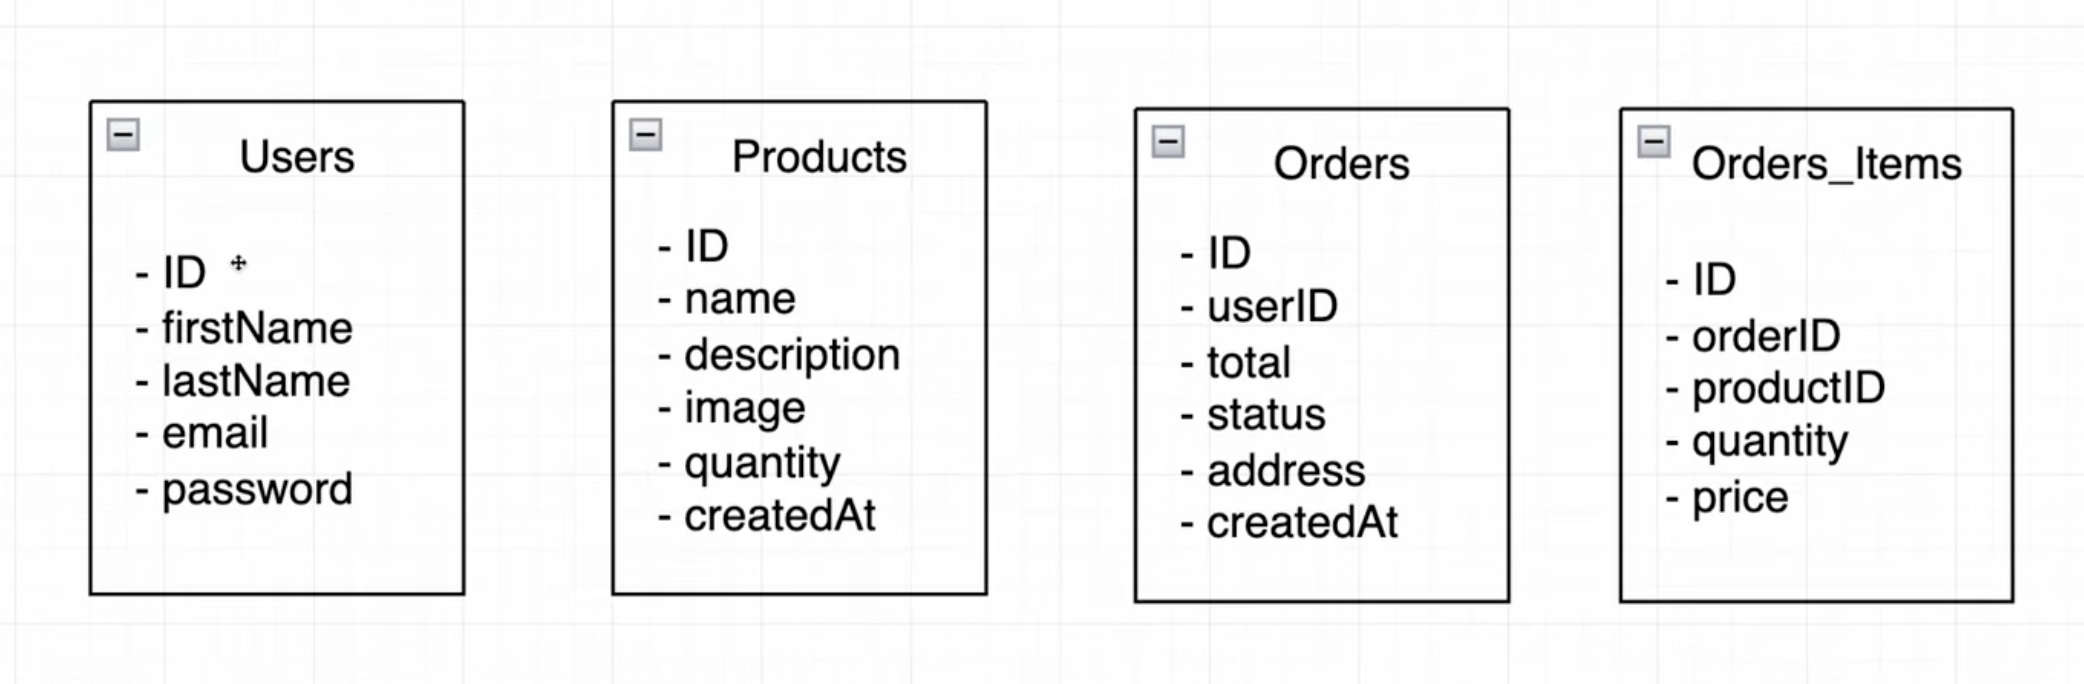 Users
- ID
- firstName
- lastName
- email
- password
Products
- ID
- name
- description
- image
- quantity
- createdAt
Orders
- ID
- userID
- total
- status
- address
- createdAt
Orders_Items
- ID
- orderID
- productID
- quantity
- price